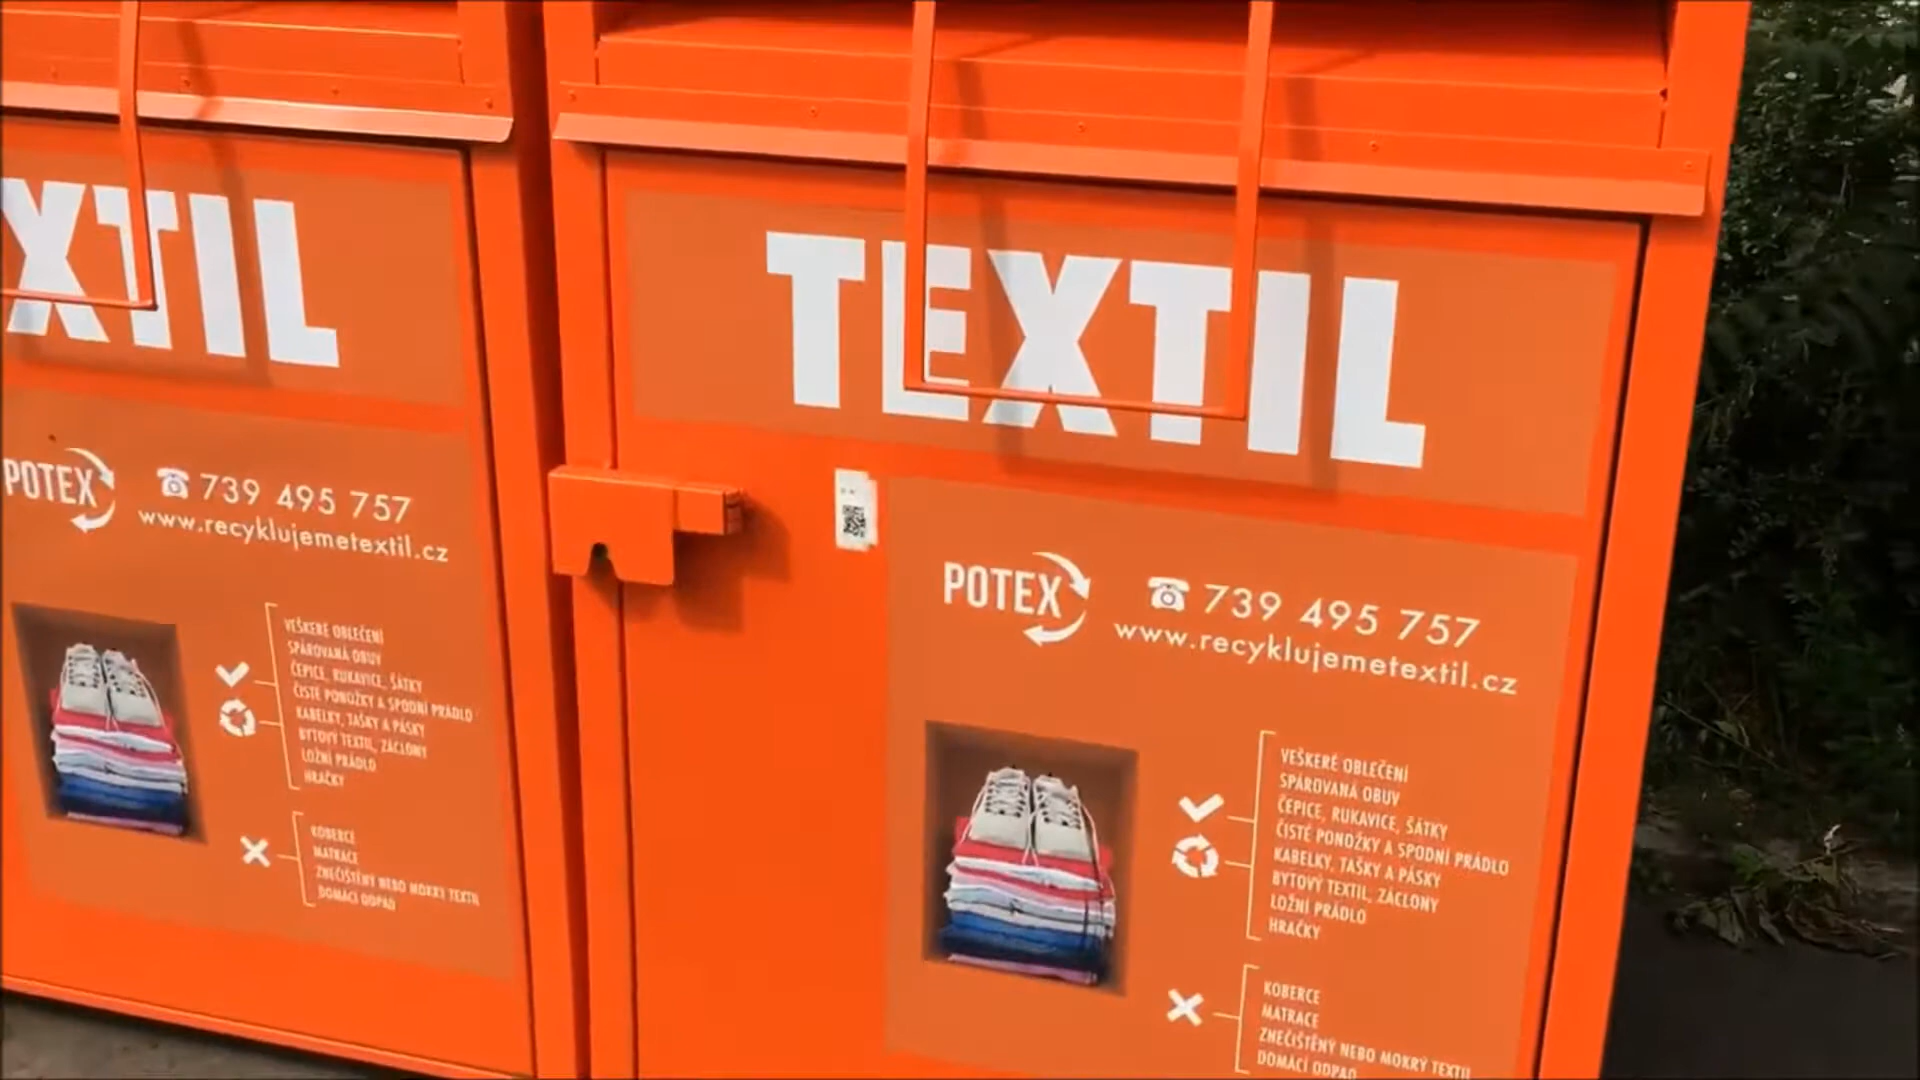 XTIL
POTEX
739 495 757
www.recyklujemetextil.cz
VEŠKERÉ OBLEČENÍ
SPÁROVANÁ OBUV
ČEPICE, RUKAVICE, ŠÁTKY
ČISTÉ PONOŽKY A SPODNÍ PRÁDLO
KABELKY, TAŠKY A PÁSKY
BYTOVÝ TEXTIL, ZÁCLONY
LOŽNÍ PRÁDLO
HRAČKY
KOBERCE
MATRACE
ZNEČIŠTĚNÝ NEBO MOKRÝ TEXTIL
DOMÁCÍ ODPAD
TEXTIL
POTEX
739 495 757
www.recyklujemetextil.cz
VEŠKERÉ OBLEČENÍ
SPÁROVANÁ OBUV
ČEPICE, RUKAVICE, ŠÁTKY
ČISTÉ PONOŽKY A SPODNÍ PRÁDLO
KABELKY, TAŠKY A PÁSKY
BYTOVÝ TEXTIL, ZÁCLONY
LOŽNÍ PRÁDLO
HRAČKY
KOBERCE
MATRACE
ZNEČIŠTĚNÝ NEBO MOKRÝ TEXTIL
DOMÁCÍ ODPAD